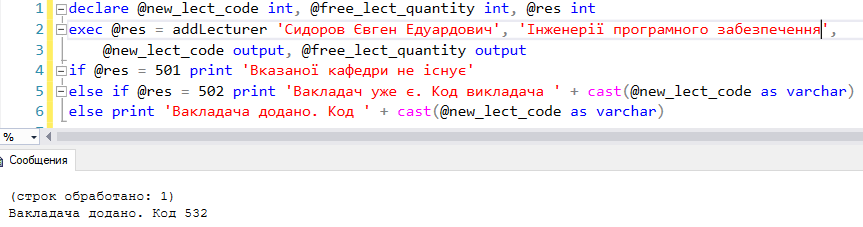 1 declare @new_lect_code int, @free_lect_quantity int, @res int
2 exec @res = addLecturer 'Сидоров Євген Едуардович', 'Інженерії програмного забезпечення',
3 @new_lect_code output, @free_lect_quantity output
4 if @res = 501 print 'Вказаної кафедри не існує'
5 else if @res = 502 print 'Вакладач уже є. Код викладача ' + cast(@new_lect_code as varchar)
6 else print 'Вакладача додано. Код ' + cast(@new_lect_code as varchar)
%
Сообщения
(строк обработано: 1)
Вакладача додано. Код 532